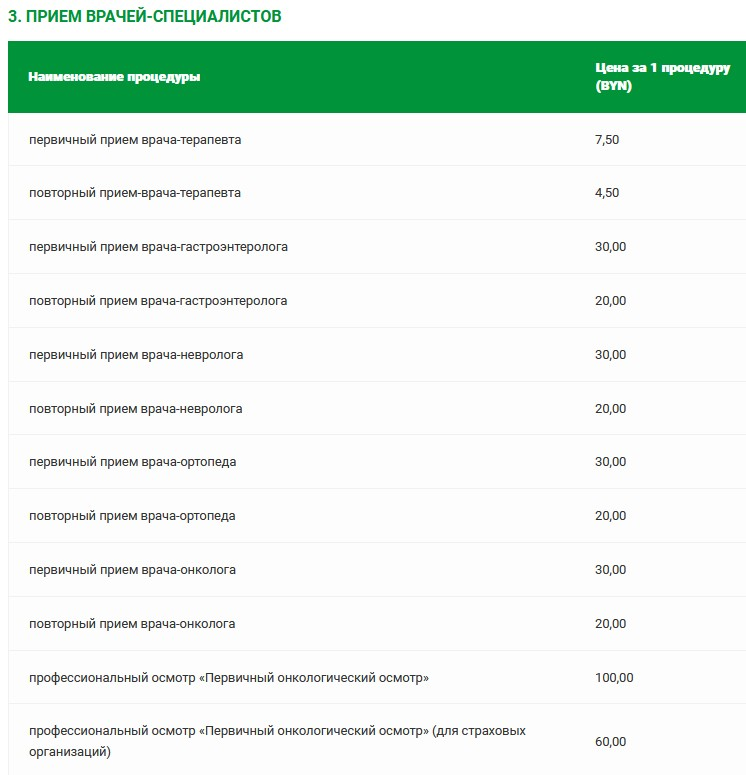 3. ПРИЕМ ВРАЧЕЙ-СПЕЦИАЛИСТОВ
Наименование процедуры
Цена за 1 процедуру
(BYN)
первичный прием врача-терапевта 7,50
повторный прием-врача-терапевта 4,50
первичный прием врача-гастроэнтеролога 30,00
повторный прием врача-гастроэнтеролога 20,00
первичный прием врача-невролога 30,00
повторный прием врача-невролога 20,00
первичный прием врача-ортопеда 30,00
повторный прием врача-ортопеда 20,00
первичный прием врача-онколога 30,00
повторный прием врача-онколога 20,00
профессиональный осмотр «Первичный онкологический осмотр» 100,00
профессиональный осмотр «Первичный онкологический осмотр» (для страховых
организаций)
60,00